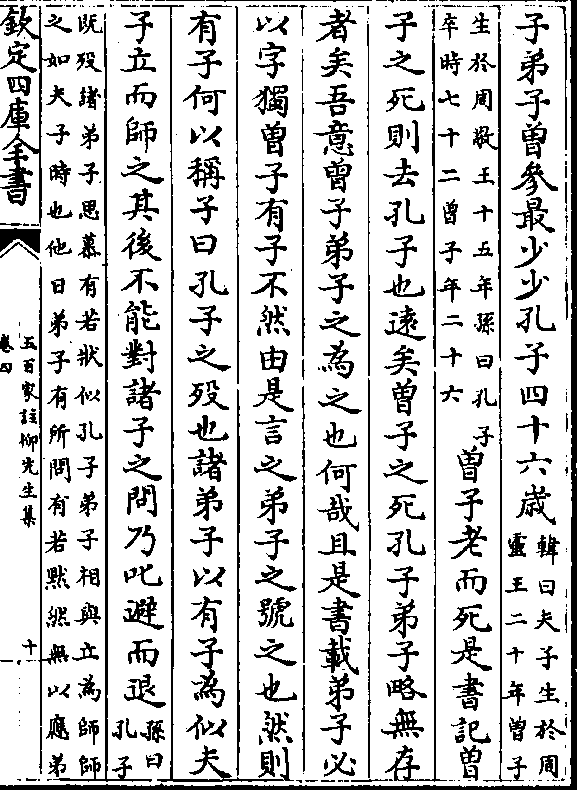 子弟子曾參最少少孔子四十六歳韓曰夫子生於周
靈王二十年曾子
生於周敬王十五年孫曰孔子
卒時七十二曾子年二十六
曾子老而死是書記曾
子之死則去孔子也遠矣曾子之死孔子弟子略無存
者矣吾意曾子弟子之為之也何哉且是書載弟子必
以字獨曾子有子不然由是言之弟子之號之也然則
有子何以稱子曰孔子之歿也諸弟子以有子為似夫
子立而師之其後不能對諸子之問乃叱避而退孫曰
孔子
既歿諸弟子思慕有若狀似孔子弟子相與立為師師
之如夫子時也他日弟子有所問有若默然無以應弟
欽定四庫全書
五百家註柳先生集
卷四
十